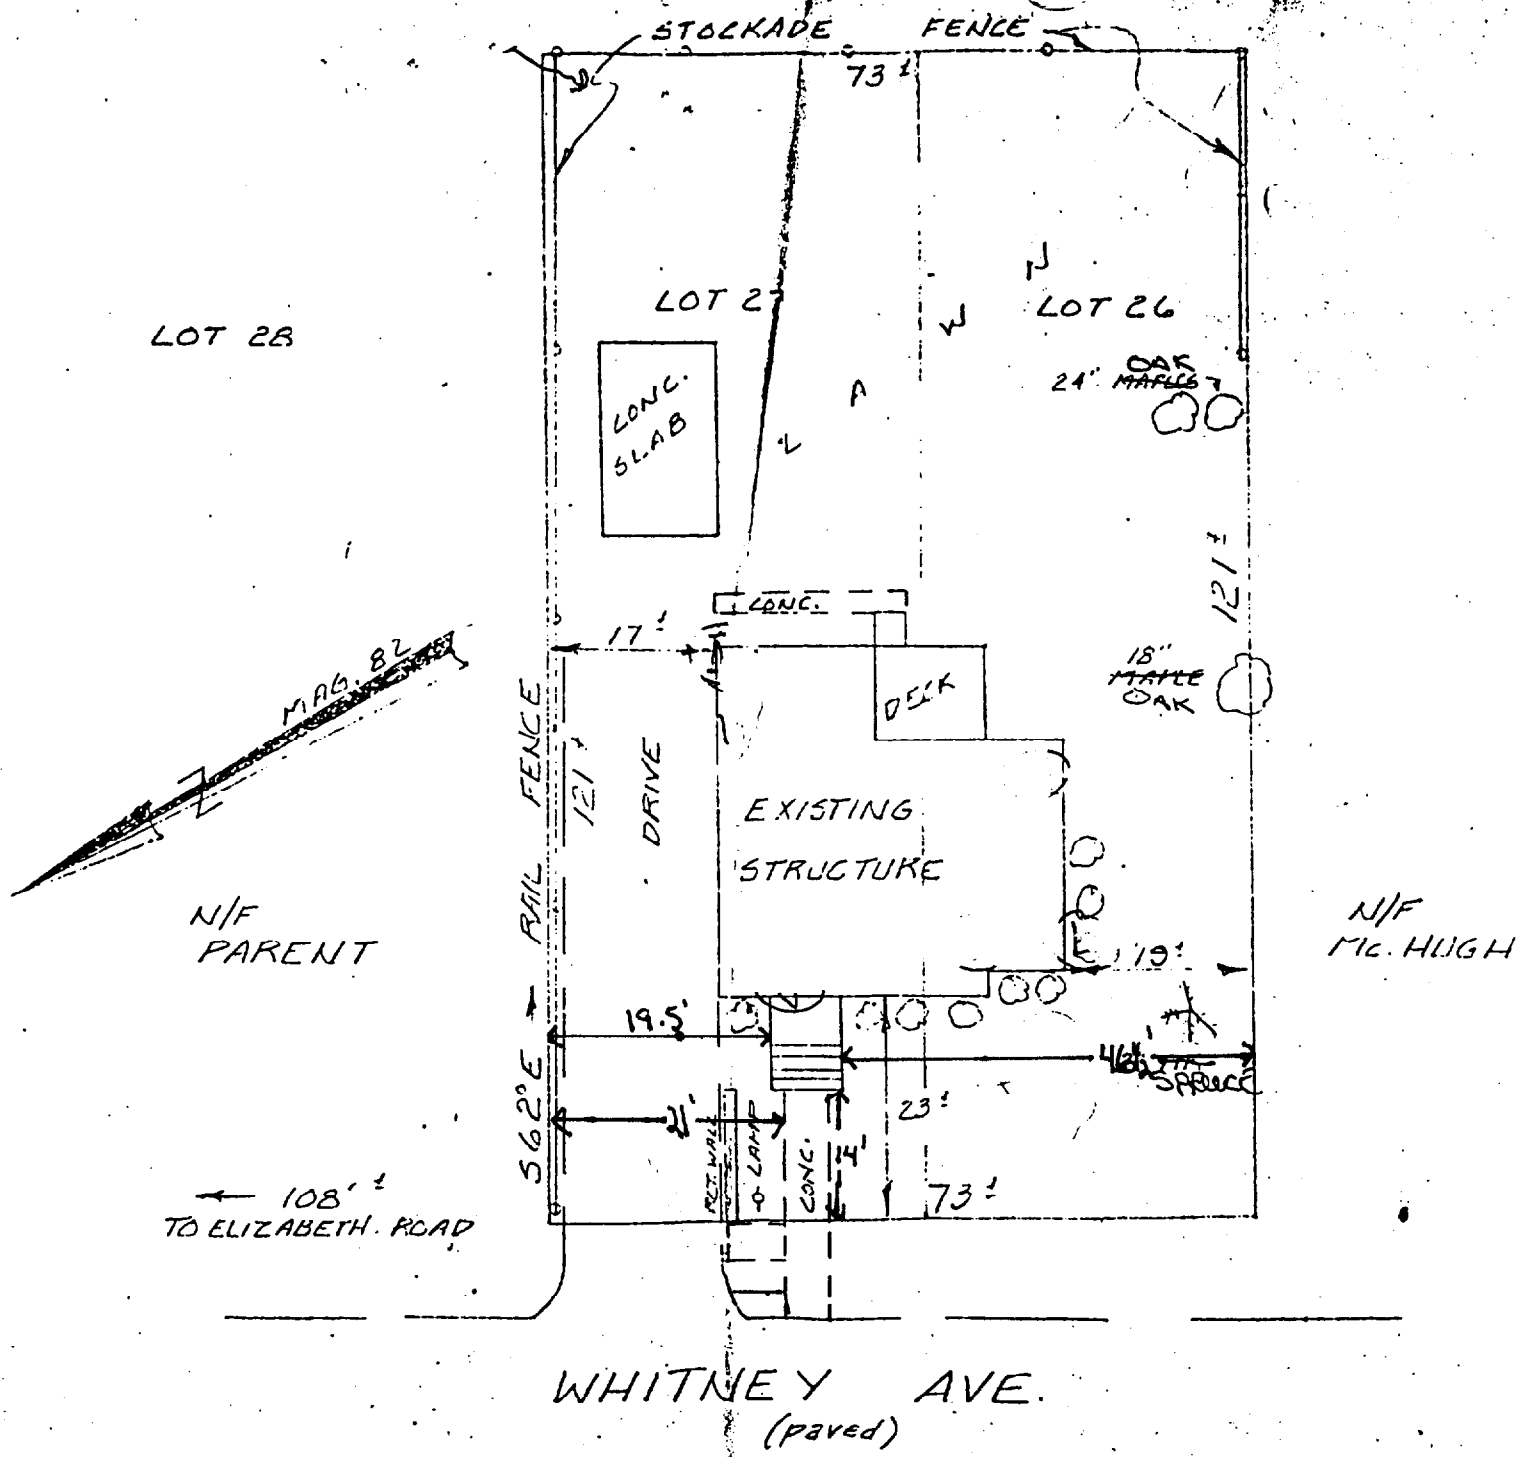 STOCKADE FENCE
73'±
LOT 28
LOT 27
LOT 26
CONC.
SLAB
OAK
24" MAPLES
121'±
CONC.
17'±
MAG. 82
18"
MAPLE
OAK
DECK
RAIL FENCE
121'±
DRIVE
EXISTING
STRUCTURE
N/F
PARENT
N/F
Mc. HUGH
19'±
19.5'
SPRUCE
S62°E
21'
RET. WALL
LAMP
CONC.
23'±
73'±
108'±
TO ELIZABETH. ROAD
WHITNEY AVE.
(paved)